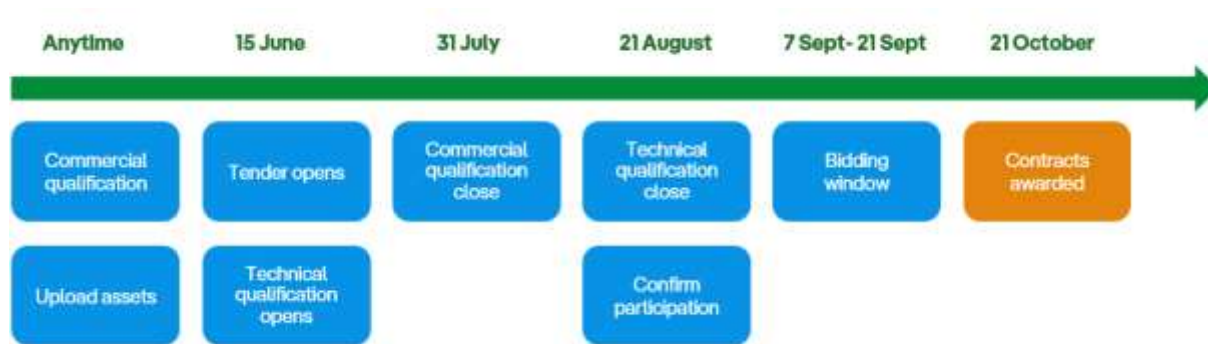 Anytime
15 June
31 July
21 August
7 Sept- 21 Sept
21 October
Commercial
qualification
Tender opens
Commercial
qualification
close
Technical
qualification
close
Bidding
window
Contracts
awarded
Upload assets
Technical
qualification
opens
Confirm
participation